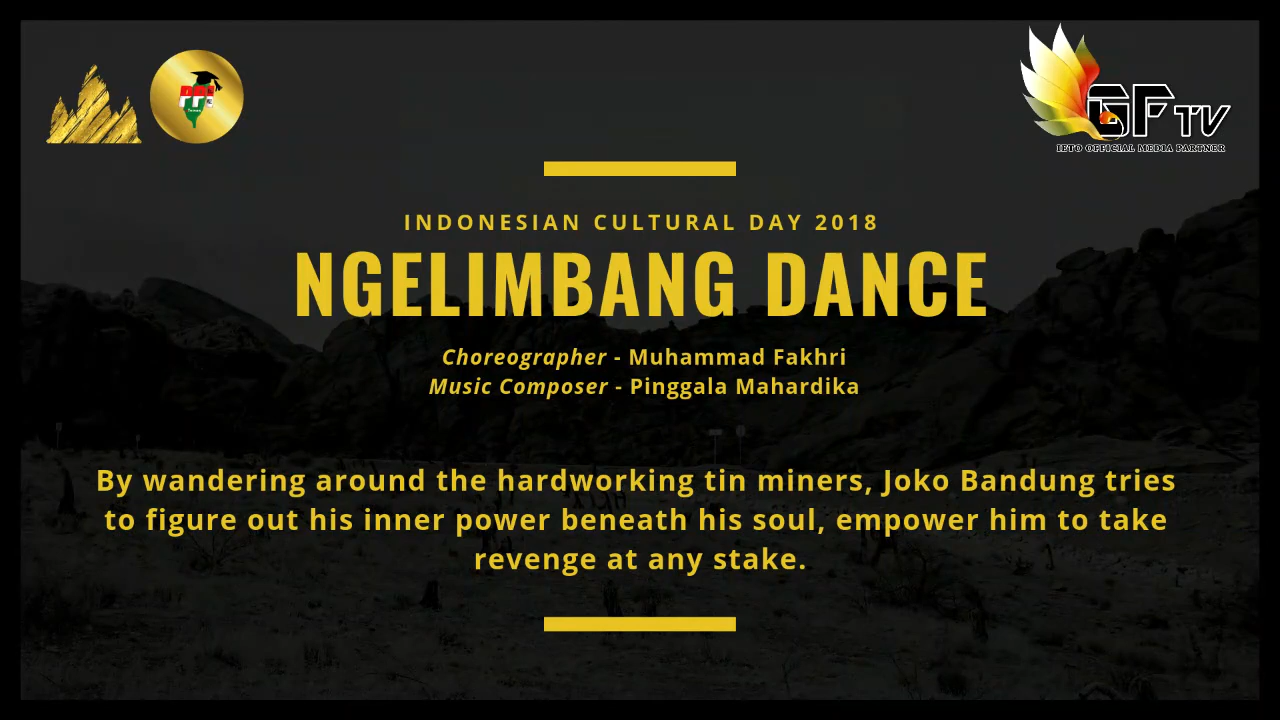 GF TV
IETO OFFICIAL MEDIA PARTNER
INDONESIAN CULTURAL DAY 2018
NGELIMBANG DANCE
Choreographer - Muhammad Fakhri
Music Composer - Pinggala Mahardika
By wandering around the hardworking tin miners, Joko Bandung tries
to figure out his inner power beneath his soul, empower him to take
revenge at any stake.